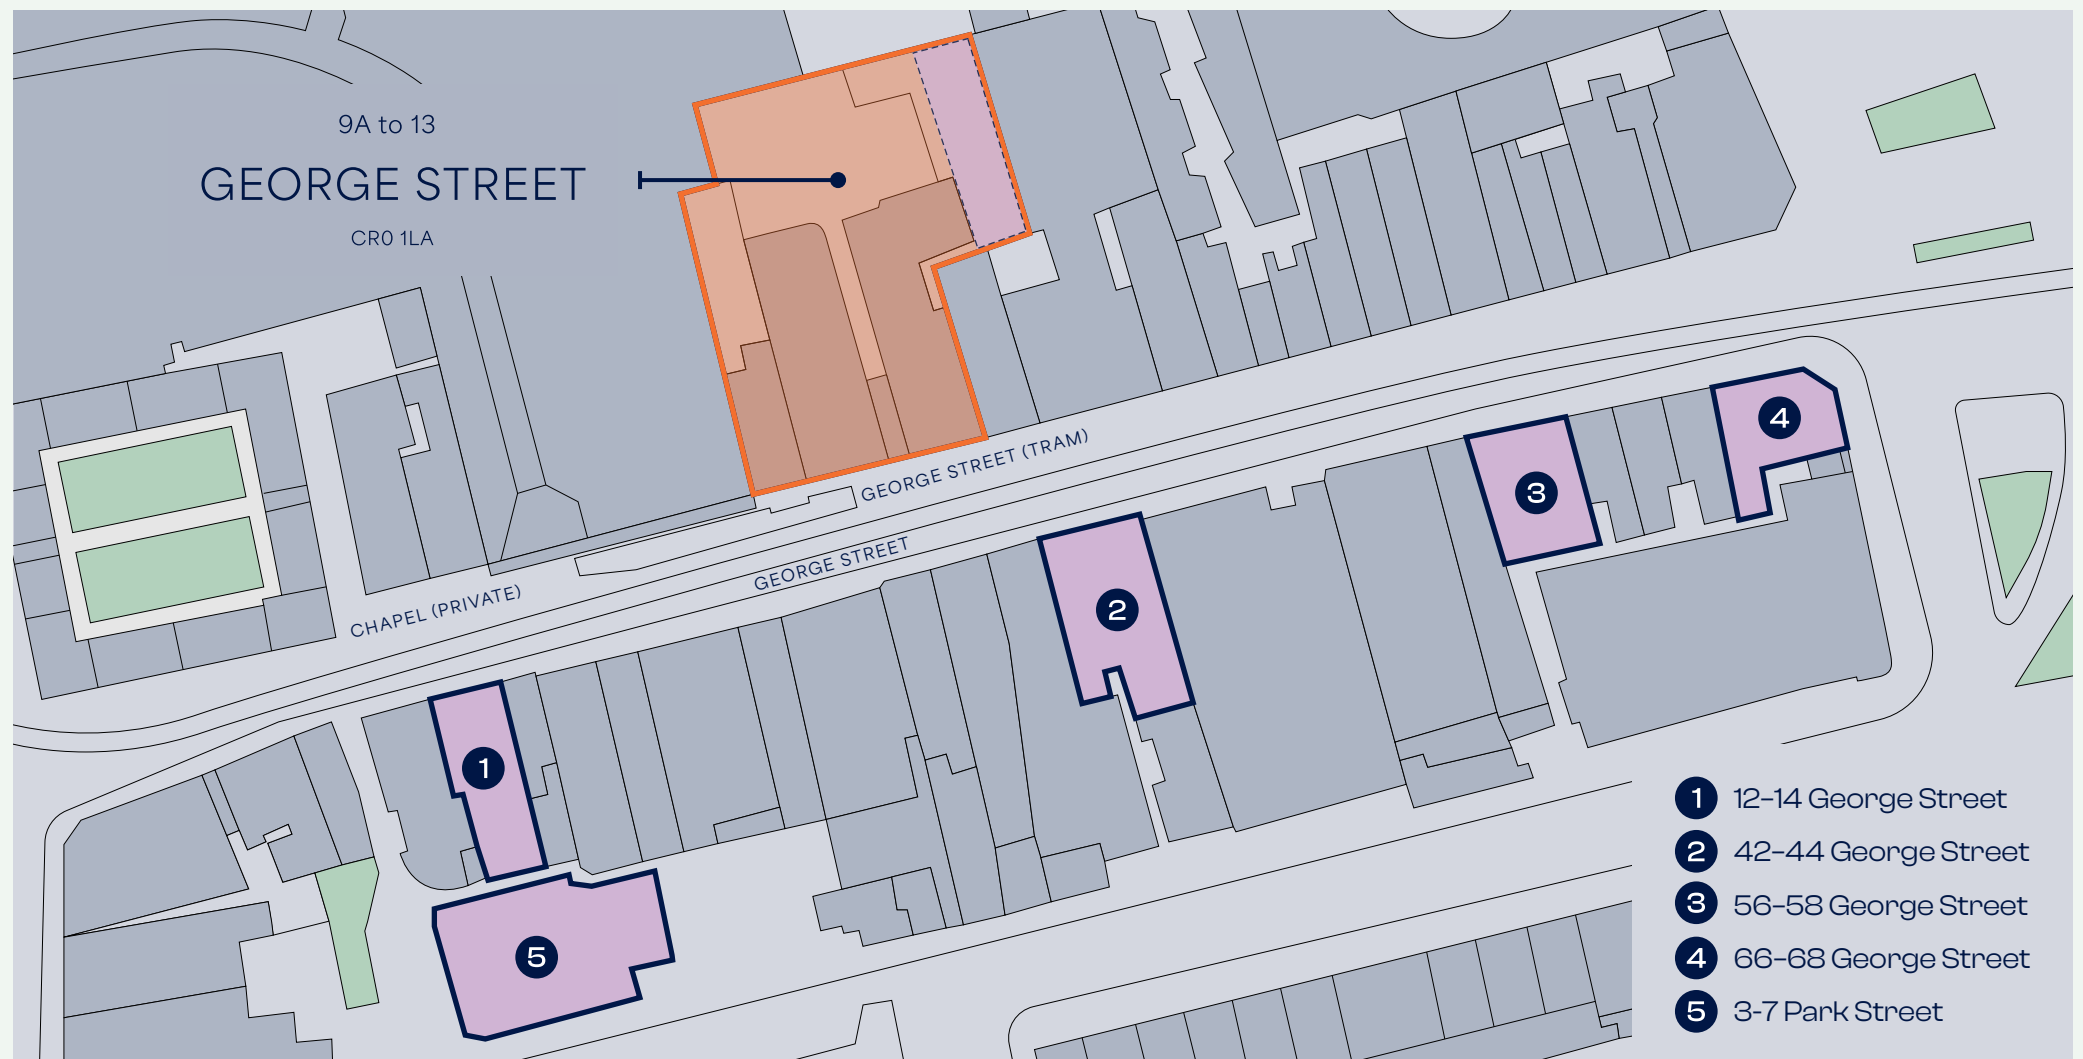 9A to 13
GEORGE STREET
CR0 1LA
GEORGE STREET (TRAM)
GEORGE STREET
CHAPEL (PRIVATE)
1
2
3
4
5
1 12–14 George Street
2 42–44 George Street
3 56–58 George Street
4 66–68 George Street
5 3-7 Park Street